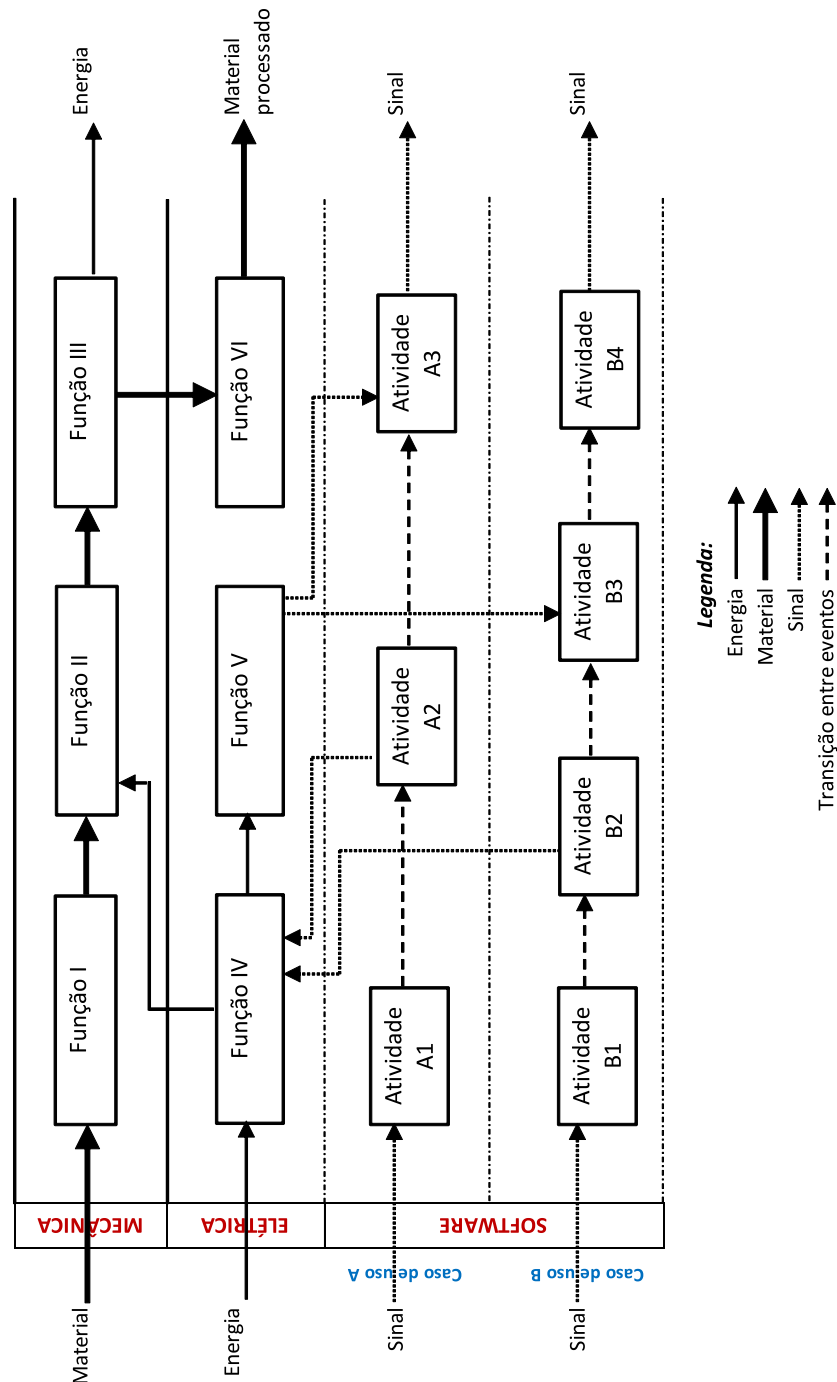 MECÂNICA
Material
Função I
Função II
Função III
Energia
ELÉTRICA
Energia
Função IV
Função V
Função VI
Material
processado
SOFTWARE
Caso de uso A
Sinal
Atividade
A1
Atividade
A2
Atividade
A3
Sinal
Caso de uso B
Sinal
Atividade
B1
Atividade
B2
Atividade
B3
Atividade
B4
Sinal
Legenda:
Energia
Material
Sinal
Transição entre eventos